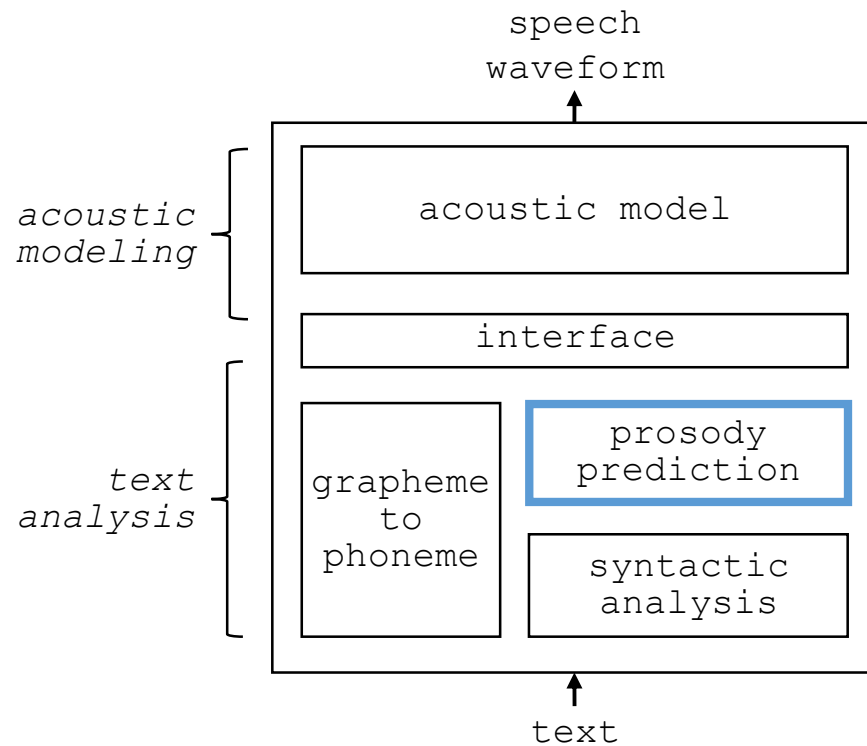 speech
waveform
acoustic
modeling
acoustic model
interface
text
analysis
grapheme
to
phoneme
prosody
prediction
syntactic
analysis
text